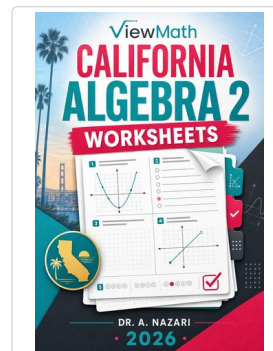 ViewMath
CALIFORNIA
ALGEBRA 2
WORKSHEETS
1
2
3
4
5
DR. A. NAZARI
• 2026 •